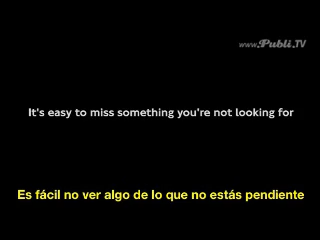 www.Publi.TV
It's easy to miss something you're not looking for
Es fácil no ver algo de lo que no estás pendiente